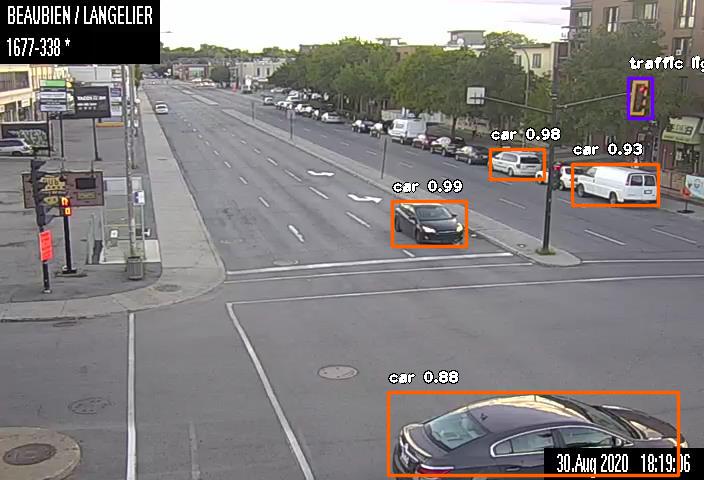 BEAUBIEN / LANGELIER
1677-338 *
traffic lig
car 0.98
car 0.93
car 0.99
car 0.88
30.Aug 2020 18:19:06